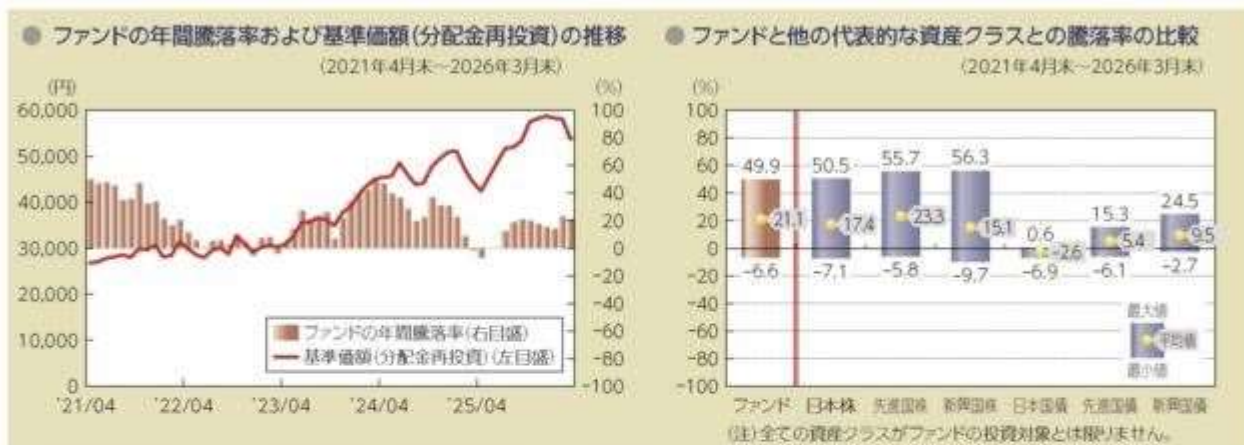 ● ファンドの年間騰落率および基準価額(分配金再投資)の推移
(2021年4月末~2026年3月末)
(円)
(%)
60,000
50,000
40,000
30,000
20,000
10,000
0
100
80
60
40
20
0
-20
-40
-60
-80
-100
ファンドの年間騰落率(右目盛)
基準価額(分配金再投資)(左目盛)
'21/04 '22/04 '23/04 '24/04 '25/04
● ファンドと他の代表的な資産クラスとの騰落率の比較
(2021年4月末~2026年3月末)
(%)
100
80
60
40
20
0
-20
-40
-60
-80
-100
49.9 50.5 55.7 56.3 0.6 15.3 24.5
21.1 17.4 23.3 15.1 -2.6 5.4 9.5
-6.6 -7.1 -5.8 -9.7 -6.9 -6.1 -2.7
最大値
平均値
最小値
ファンド 日本株 先進国株 新興国株 日本国債 先進国債 新興国債
(注)全ての資産クラスがファンドの投資対象とは限りません。